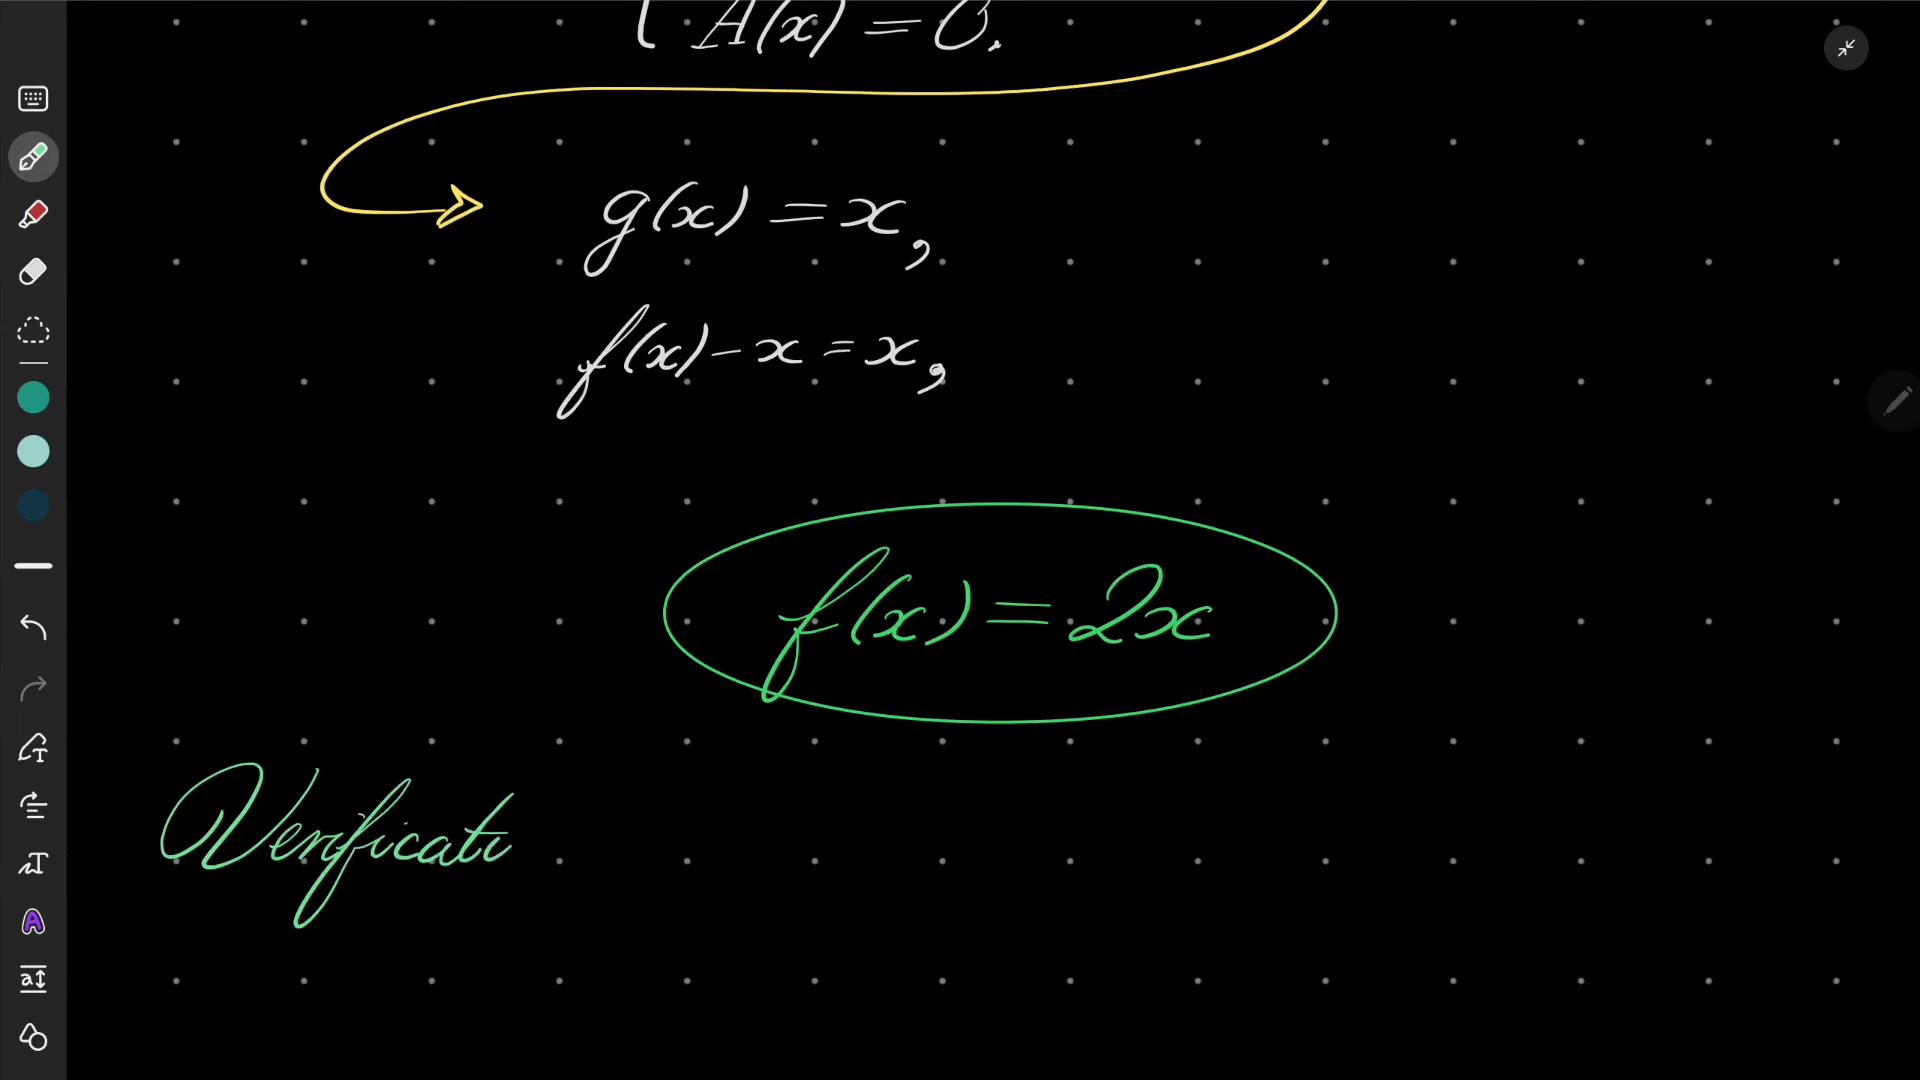 A(x) = 0.
g(x) = x,
f(x) - x = x,
f(x) = 2x
Verificati